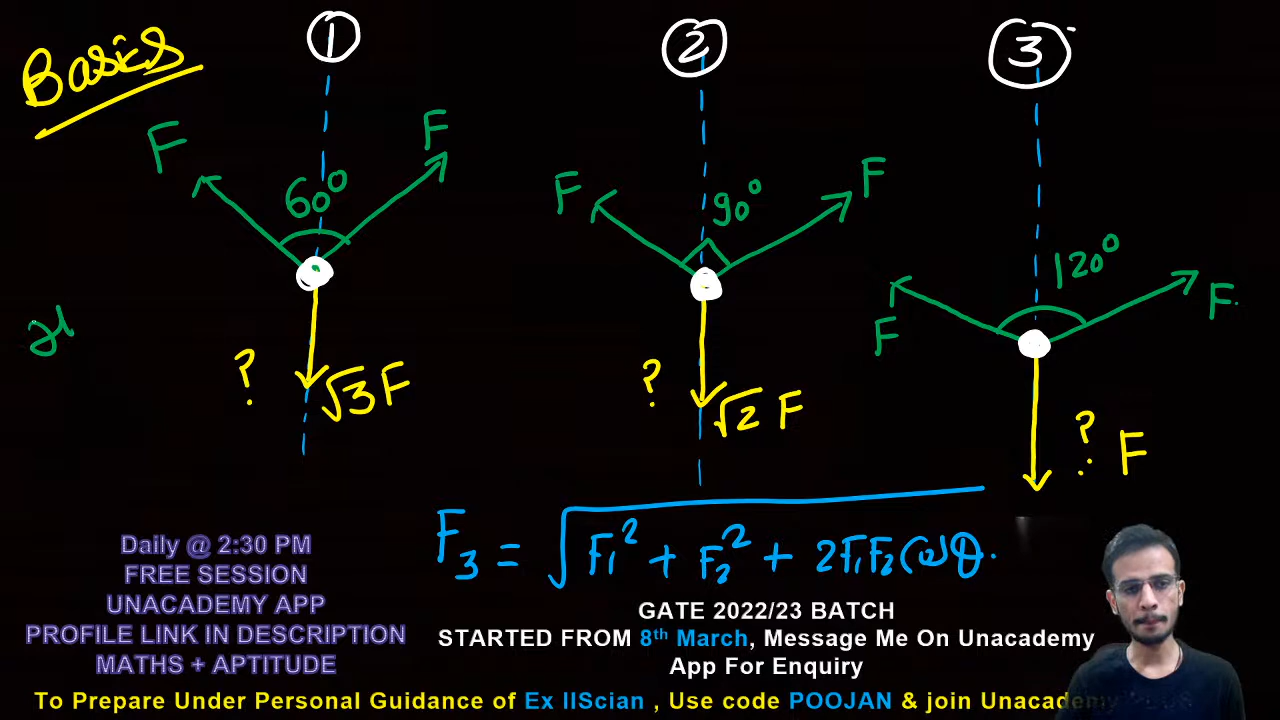 Basics
1
2
3
F
F
60°
? √3 F
F
F
90°
? √2 F
F
F
120°
? F
F₃ = √F₁² + F₂² + 2F₁F₂ cos θ.
Daily @ 2:30 PM
FREE SESSION
UNACADEMY APP
PROFILE LINK IN DESCRIPTION
MATHS + APTITUDE
GATE 2022/23 BATCH
STARTED FROM 8th March, Message Me On Unacademy
App For Enquiry
To Prepare Under Personal Guidance of Ex IIScian , Use code POOJAN & join Unacademy